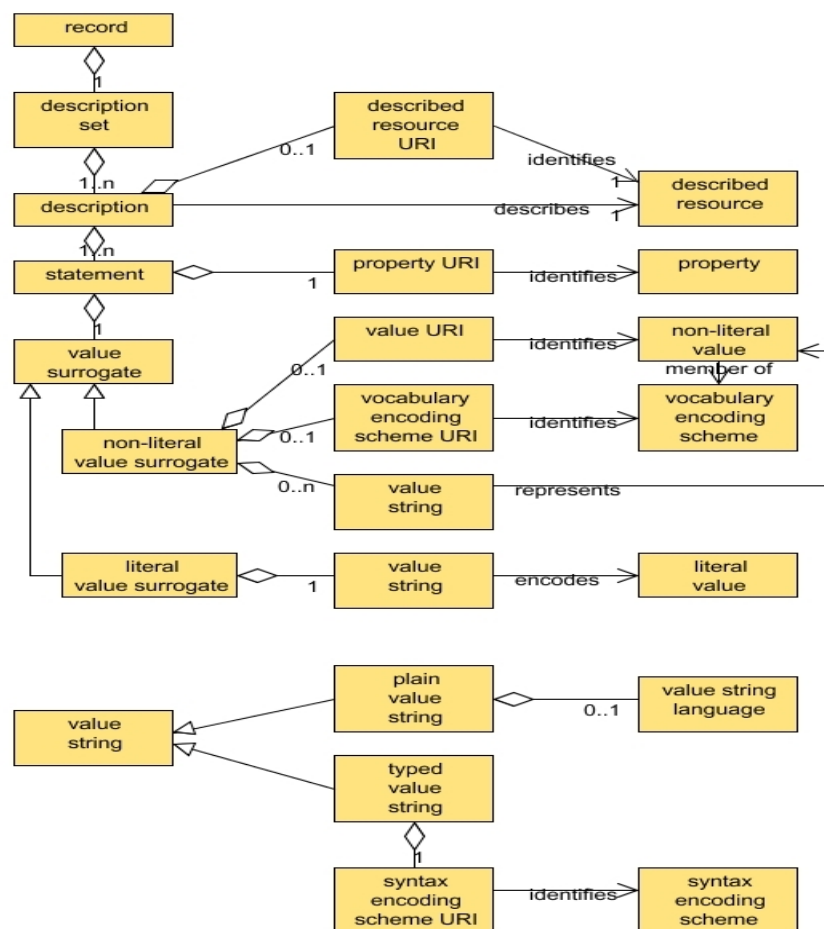 record
1
description
set
1..n
description
1..n
statement
1
value
surrogate
non-literal
value surrogate
literal
value surrogate
described
resource
URI
0..1
identifies
1
described
resource
describes
1
property URI
1
identifies
property
value URI
0..1
identifies
non-literal
value
member of
vocabulary
encoding
scheme URI
0..1
identifies
vocabulary
encoding
scheme
0..n
value
string
represents
1
value
string
encodes
literal
value
value
string
plain
value
string
0..1
value string
language
typed
value
string
1
syntax
encoding
scheme URI
identifies
syntax
encoding
scheme